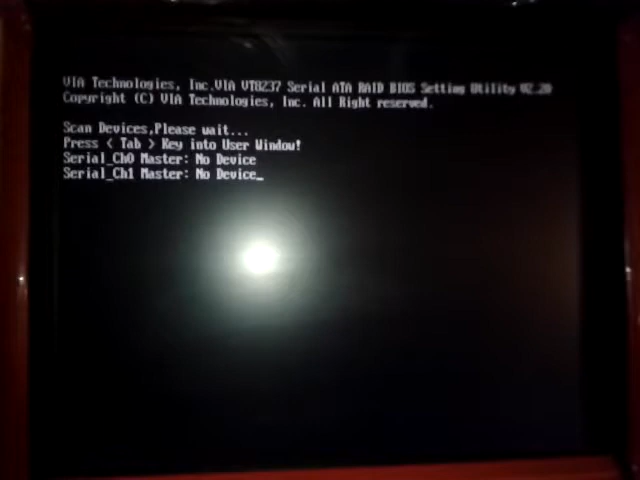 VIA Technologies, Inc.VIA VT8237 Serial ATA RAID BIOS Setting Utility V2.20
Copyright (C) VIA Technologies, Inc. All Right reserved.
Scan Devices,Please wait...
Press < Tab > Key into User Window!
Serial_Ch0 Master: No Device
Serial_Ch1 Master: No Device_